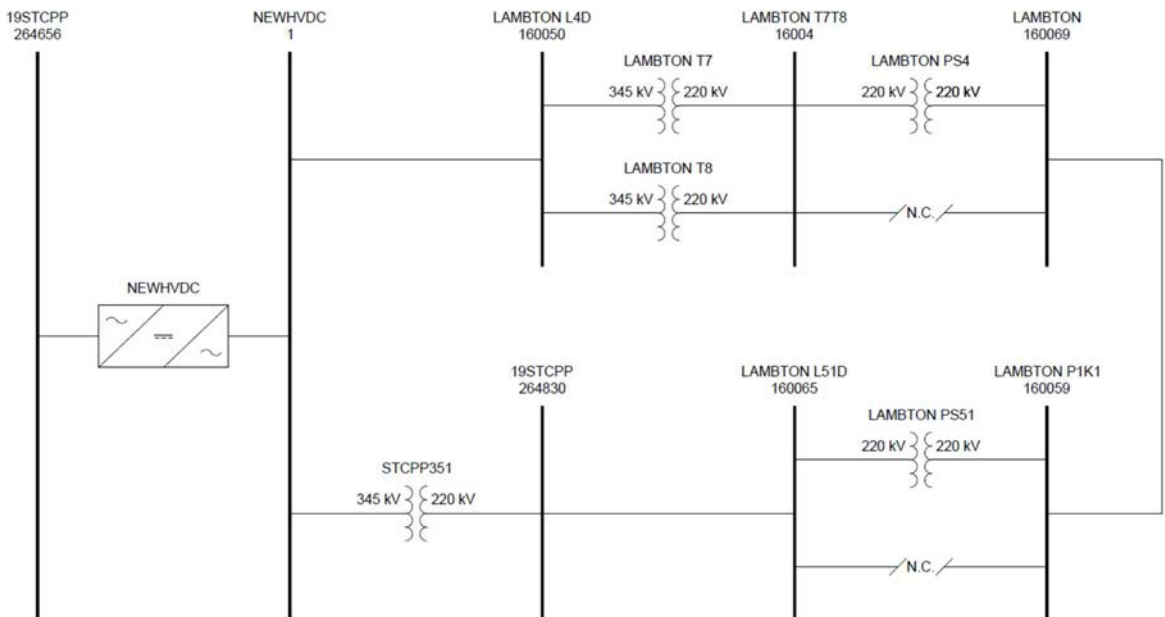 19STCPP
264656
NEWHVDC
1
LAMBTON L4D
160050
LAMBTON T7T8
16004
LAMBTON
160069
LAMBTON T7
345 kV 220 kV
LAMBTON PS4
220 kV 220 kV
LAMBTON T8
345 kV 220 kV
N.C.
NEWHVDC
19STCPP
264830
LAMBTON L51D
160065
LAMBTON P1K1
160059
LAMBTON PS51
220 kV 220 kV
STCPP351
345 kV 220 kV
N.C.